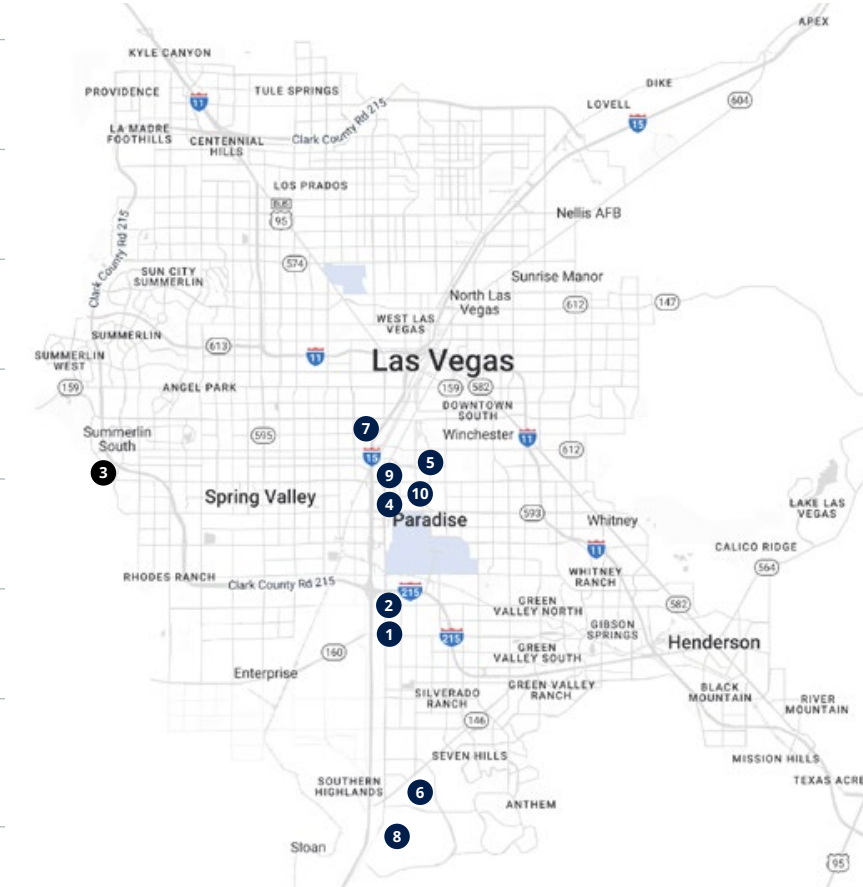 APEX
KYLE CANYON
DIKE
PROVIDENCE
TULE SPRINGS
11
604
LOVELL
15
Clark County Rd 215
LA MADRE
FOOTHILLS
CENTENNIAL
HILLS
LOS PRADOS
95
Nellis AFB
Clark County Rd 215
574
SUN CITY
SUMMERLIN
Sunrise Manor
North Las
Vegas
612
147
WEST LAS
VEGAS
SUMMERLIN
613
11
Las Vegas
SUMMERLIN
WEST
159
ANGEL PARK
159
582
DOWNTOWN
SOUTH
7
Summerlin
South
595
Winchester
11
612
15
5
3
9
10
4
Spring Valley
LAKE LAS
VEGAS
593
Paradise
Whitney
11
CALICO RIDGE
564
RHODES RANCH
Clark County Rd 215
WHITNEY
RANCH
215
2
GREEN
VALLEY NORTH
582
1
215
GIBSON
SPRINGS
160
GREEN
VALLEY SOUTH
Henderson
Enterprise
SILVERADO
RANCH
GREEN VALLEY
RANCH
BLACK
MOUNTAIN
RIVER
MOUNTAIN
146
SEVEN HILLS
MISSION HILLS
SOUTHERN
HIGHLANDS
6
TEXAS ACRE
ANTHEM
8
Sloan
95